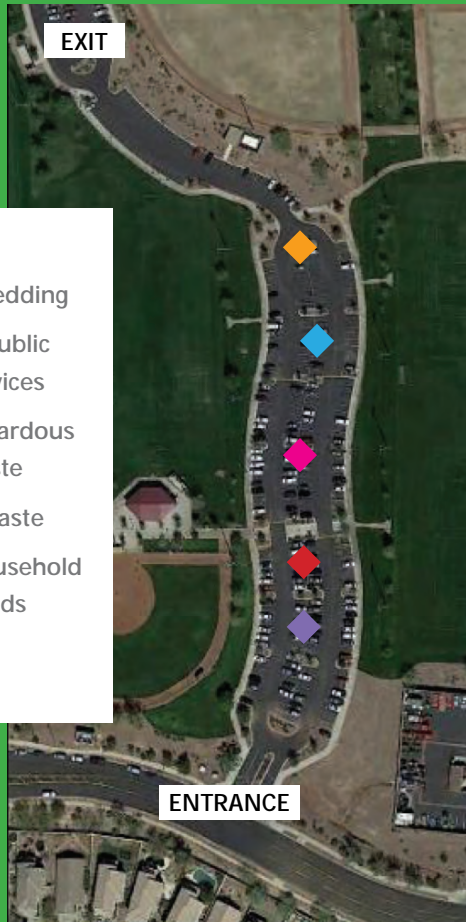 EXIT
edding
ublic
vices
ardous
te
aste
usehold
ds
ENTRANCE